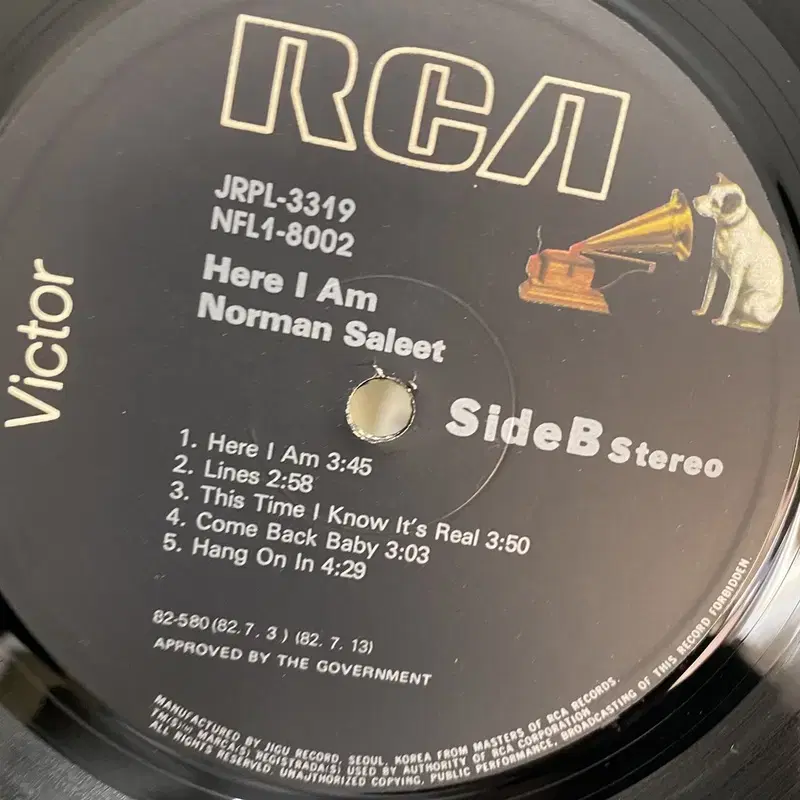 RCA
JRPL-3319
NFL1-8002
Here I Am
Norman Saleet
Victor
Side B Stereo
1. Here I Am 3:45
2. Lines 2:58
3. This Time I Know It's Real 3:50
4. Come Back Baby 3:03
5. Hang On In 4:29
82-580 (82. 7. 3 ) (82. 7. 13)
APPROVED BY THE GOVERNMENT
MANUFACTURED BY JIGU RECORD, SEOUL, KOREA FROM MASTERS OF RCA RECORDS.
TM(S)® MARCA(S) REGISTRADA(S) USED BY AUTHORITY OF RCA CORPORATION
ALL RIGHTS RESERVED. UNAUTHORIZED COPYING, PUBLIC PERFORMANCE, BROADCASTING OF THIS RECORD FORBIDDEN.